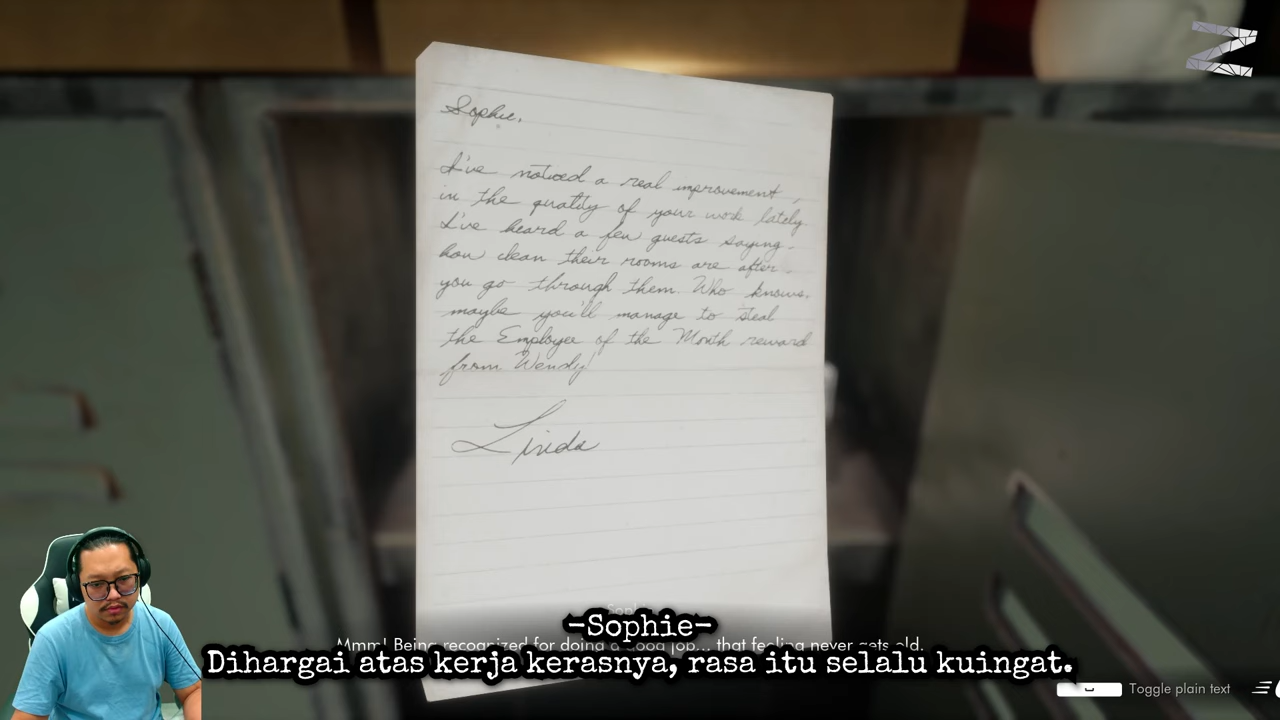 Sophie,
I've noticed a real improvement
in the quality of your work lately.
I've heard a few guests saying
how clean their rooms are after
you go through them. Who knows,
maybe you'll manage to steal
the Employee of the Month reward
from Wendy!
Linda
-Sophie-
Mmm! Being recognized for doing a good job... that feeling never gets old.
Dihargai atas kerja kerasnya, rasa itu selalu kuingat.
Toggle plain text